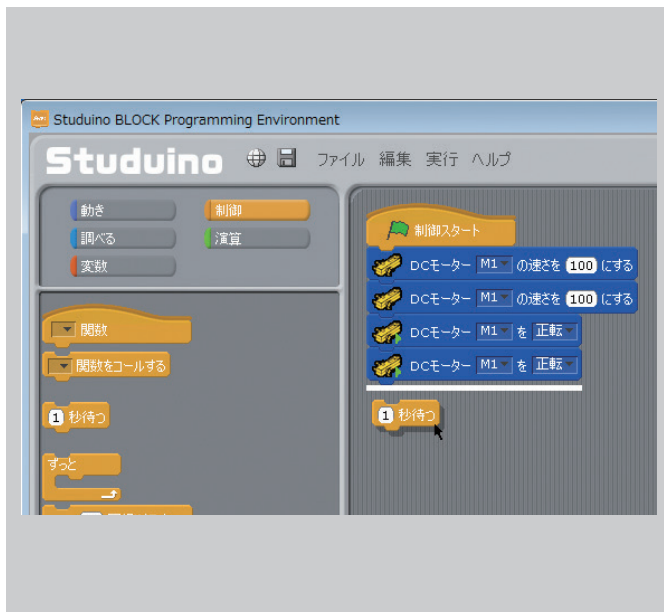 Studuino BLOCK Programming Environment
Studuino ファイル 編集 実行 ヘルプ
動き 制御
調べる 演算
変数
関数
関数をコールする
1 秒待つ
ずっと
制御スタート
DCモーター M1 の速さを 100 にする
DCモーター M1 の速さを 100 にする
DCモーター M1 を 正転
DCモーター M1 を 正転
1 秒待つ